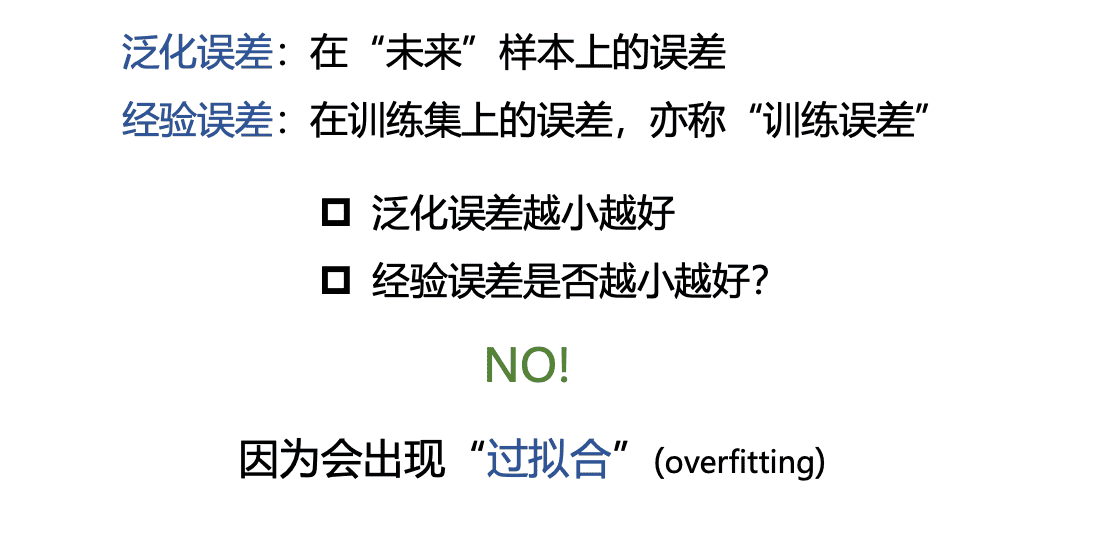 泛化误差：在“未来”样本上的误差
经验误差：在训练集上的误差，亦称“训练误差”
泛化误差越小越好
经验误差是否越小越好？
NO!
因为会出现“过拟合”(overfitting)